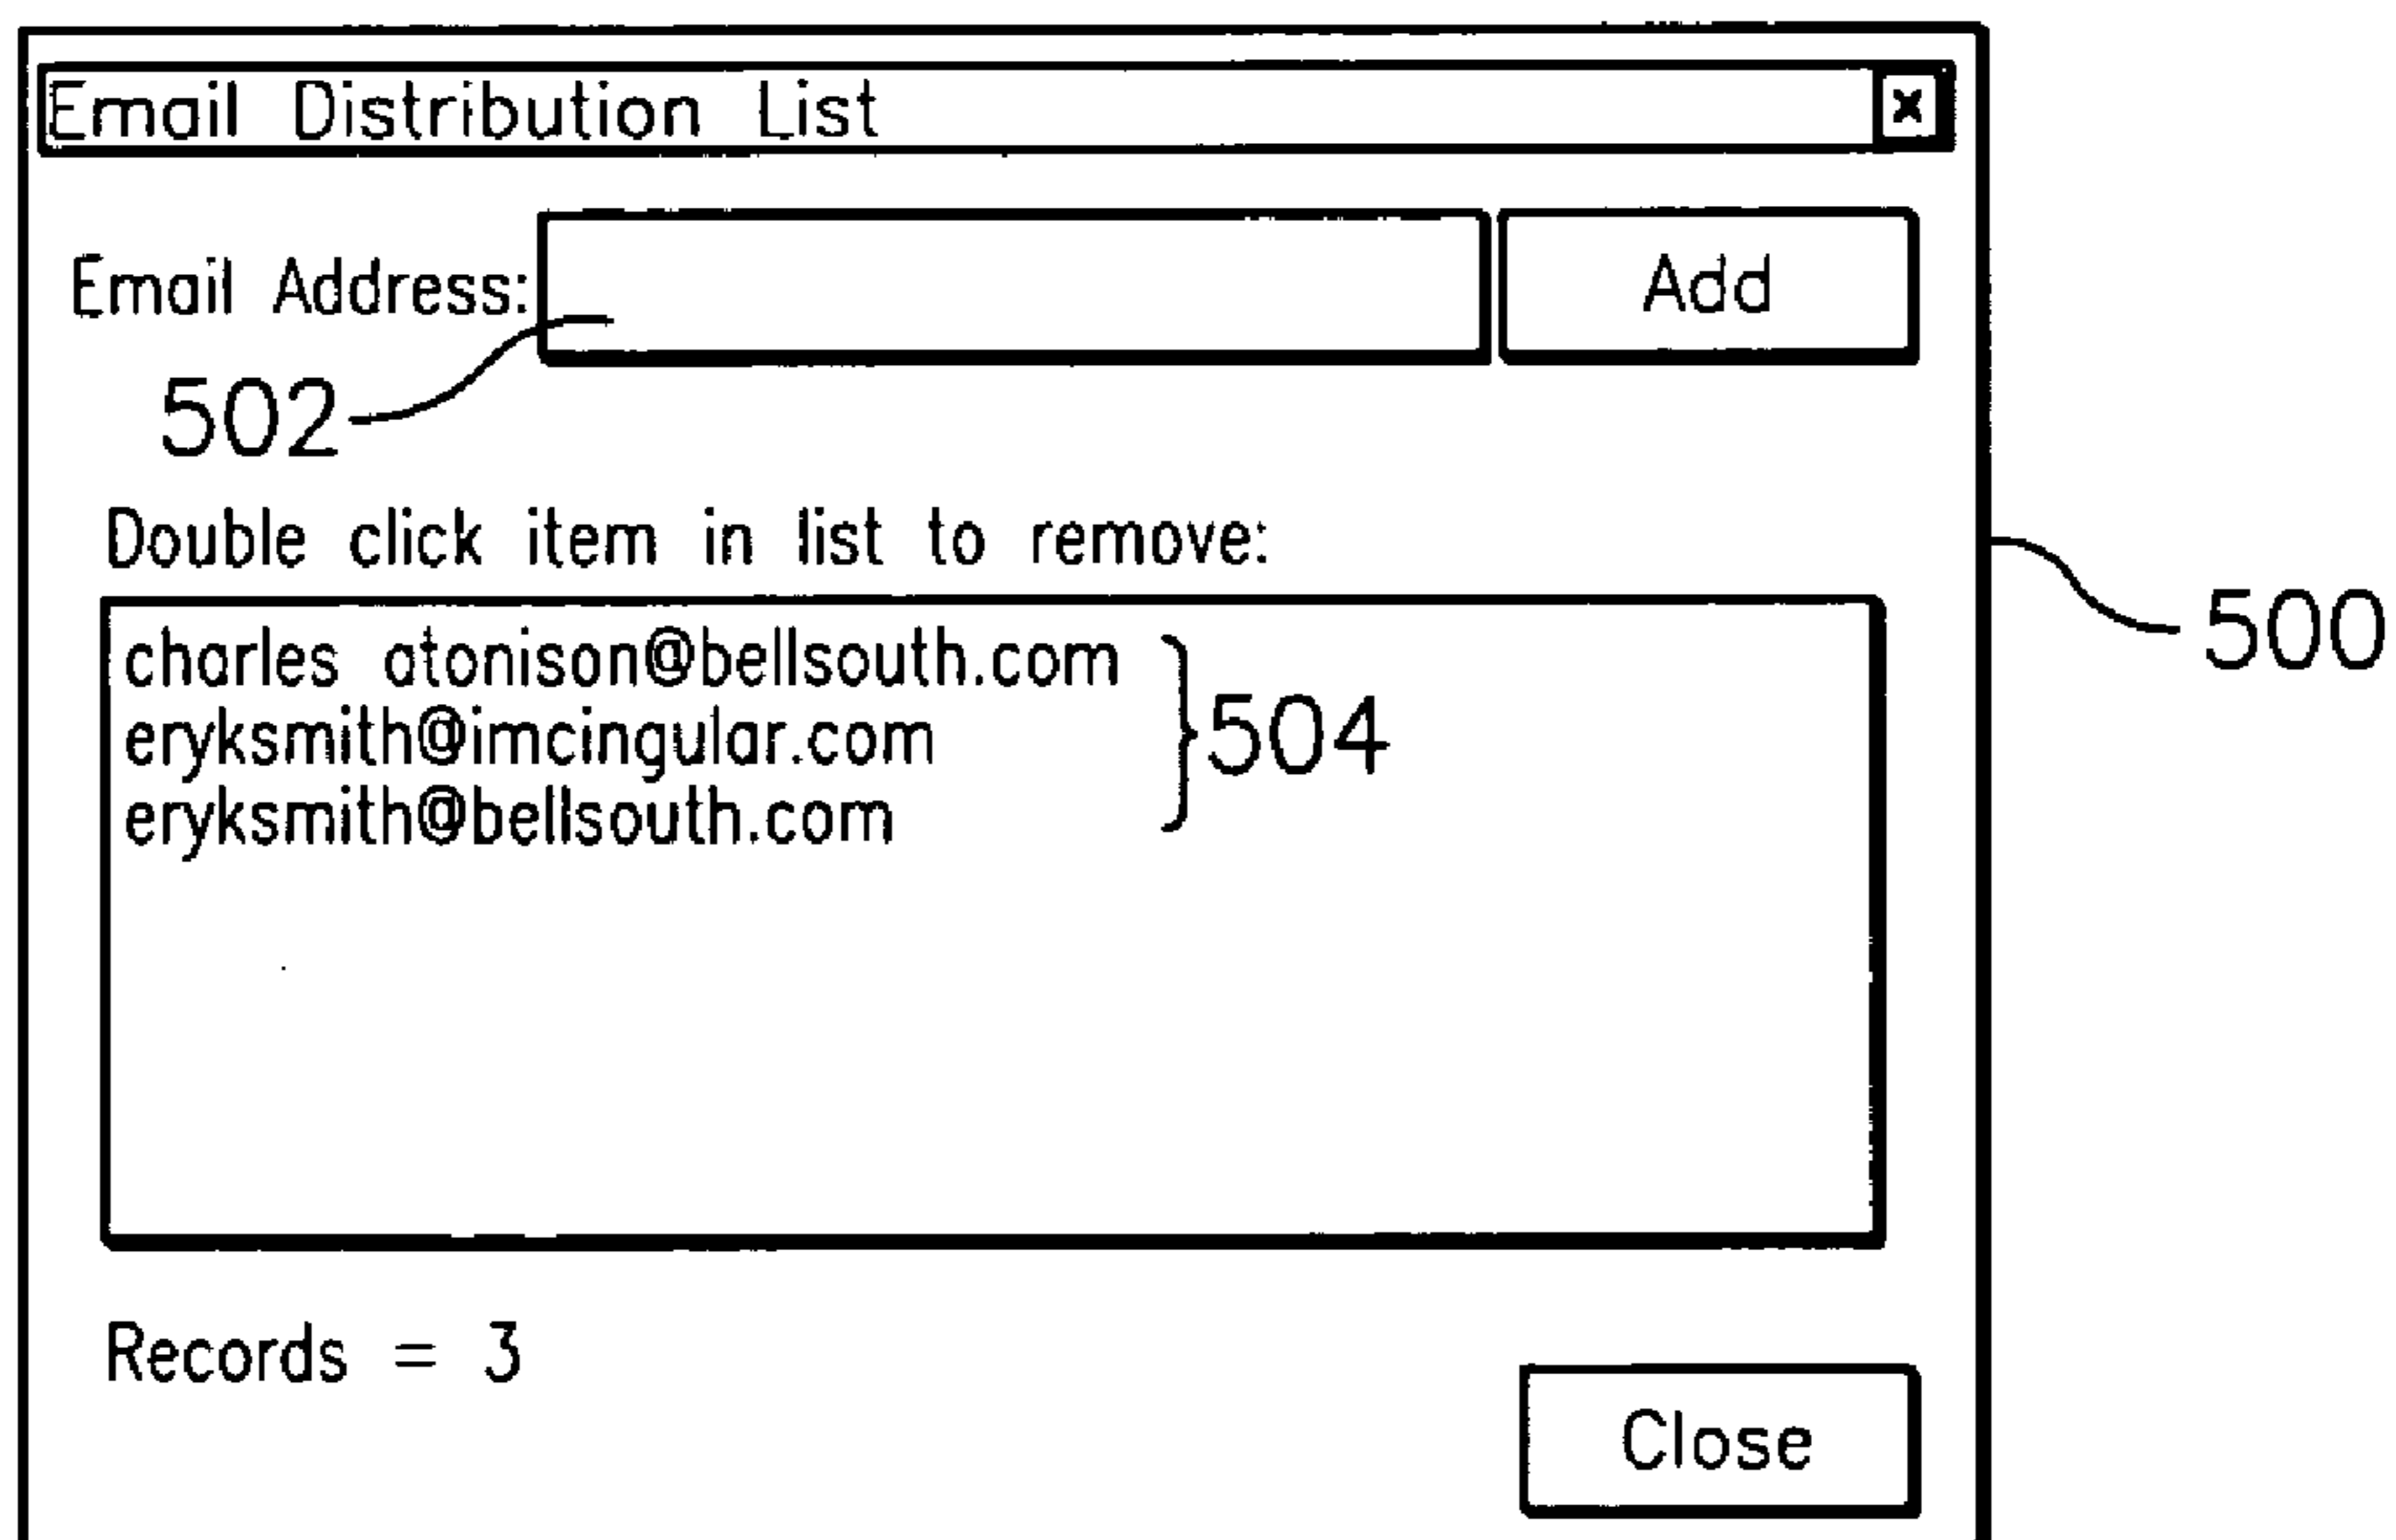 Email Distribution List x
Email Address: Add
502
Double click item in list to remove:
500
charles atonison@bellsouth.com
eryksmith@imcingular.com
504
eryksmith@bellsouth.com
Records = 3
Close